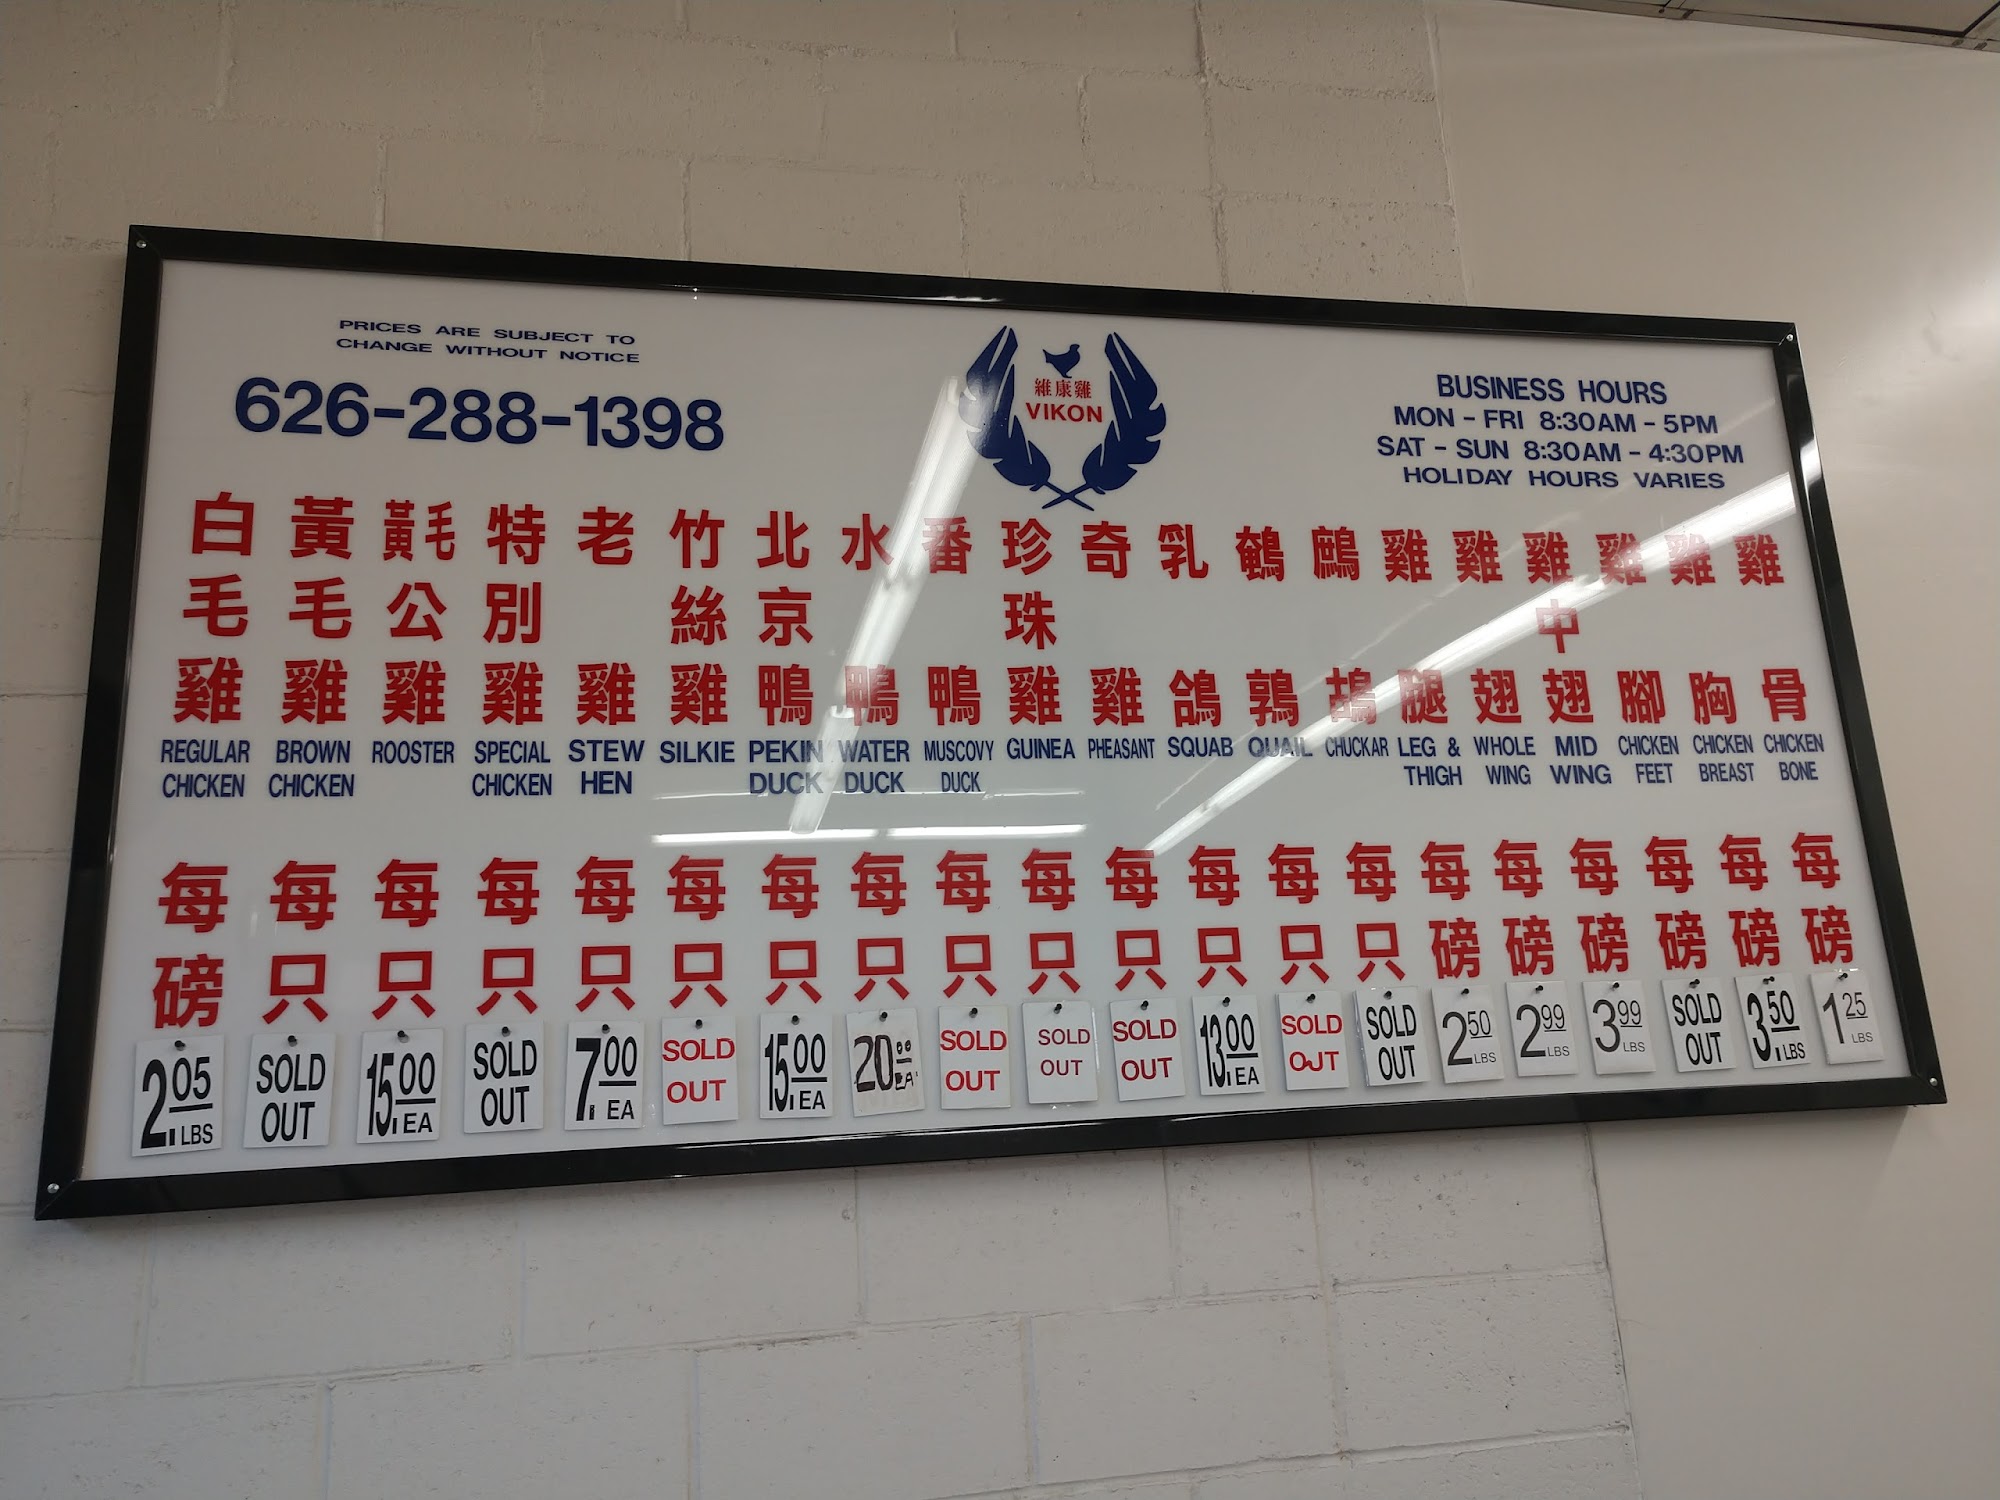 PRICES ARE SUBJECT TO
CHANGE WITHOUT NOTICE
626-288-1398
維康雞
VIKON
BUSINESS HOURS
MON - FRI 8:30AM - 5PM
SAT - SUN 8:30AM - 4:30PM
HOLIDAY HOURS VARIES
白毛雞
REGULAR
CHICKEN
每磅
2.05 LBS
黃毛雞
BROWN
CHICKEN
每只
SOLD
OUT
黃毛公雞
ROOSTER
每只
15.00 EA
特別雞
SPECIAL
CHICKEN
每只
SOLD
OUT
老雞
STEW
HEN
每只
7.00 EA
竹絲雞
SILKIE
每只
SOLD
OUT
北京鴨
PEKIN
DUCK
每只
15.00 EA
水鴨
WATER
DUCK
每只
20.00 EA
番鴨
MUSCOVY
DUCK
每只
SOLD
OUT
珍珠雞
GUINEA
每只
SOLD
OUT
奇雞
PHEASANT
每只
SOLD
OUT
乳鴿
SQUAB
每只
13.00 EA
鵪鶉
QUAIL
每只
SOLD
OUT
鷓鴣
CHUCKAR
每只
SOLD
OUT
雞腿
LEG &
THIGH
每磅
2.50 LBS
雞翅
WHOLE
WING
每磅
2.99 LBS
雞中翅
MID
WING
每磅
3.99 LBS
雞腳
CHICKEN
FEET
每磅
SOLD
OUT
雞胸
CHICKEN
BREAST
每磅
3.50 LBS
雞骨
CHICKEN
BONE
每磅
1.25 LBS